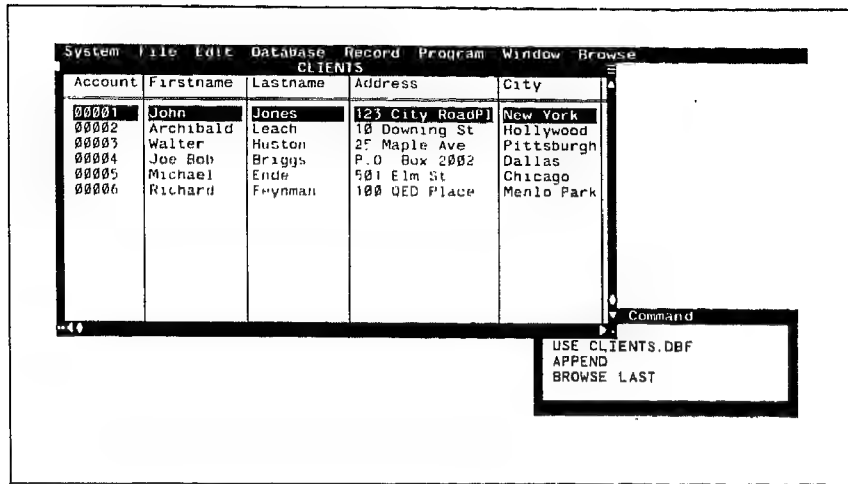 System File Edit Database Record Program Window Browse
CLIENTS
Account Firstname Lastname Address City
00001 John Jones 123 City RoadPl New York
00002 Archibald Leach 10 Downing St Hollywood
00003 Walter Huston 25 Maple Ave Pittsburgh
00004 Joe Bob Briggs P.O. Box 2002 Dallas
00005 Michael Ende 501 Elm St Chicago
00006 Richard Feynman 100 QED Place Menlo Park
Command
USE CLIENTS.DBF
APPEND
BROWSE LAST